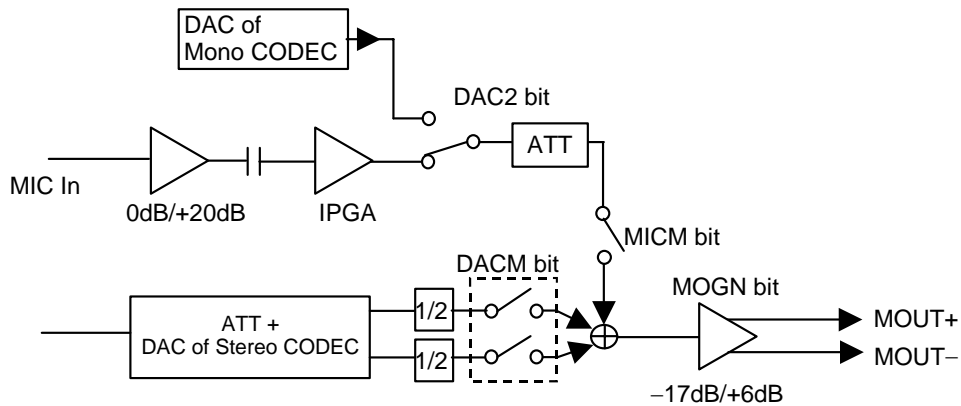 DAC of
Mono CODEC
DAC2 bit
ATT
MIC In
0dB/+20dB
IPGA
MICM bit
DACM bit
MOGN bit
1/2
ATT +
DAC of Stereo CODEC
1/2
MOUT+
MOUT−
−17dB/+6dB